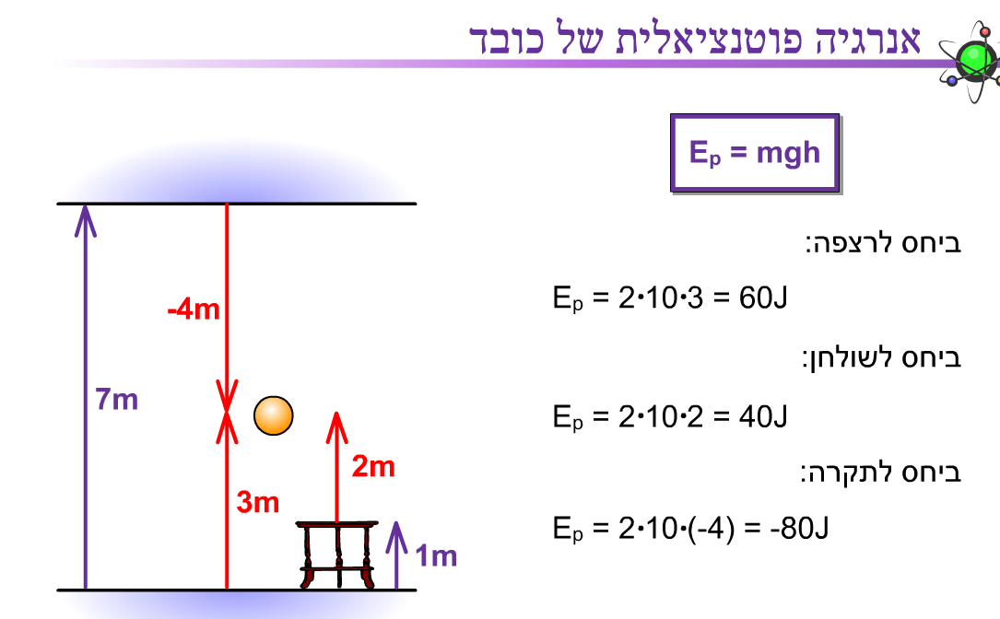 אנרגיה פוטנציאלית של כובד
Eₚ = mgh
ביחס לרצפה:
Eₚ = 2·10·3 = 60J
ביחס לשולחן:
Eₚ = 2·10·2 = 40J
ביחס לתקרה:
Eₚ = 2·10·(-4) = -80J
-4m
7m
2m
3m
1m